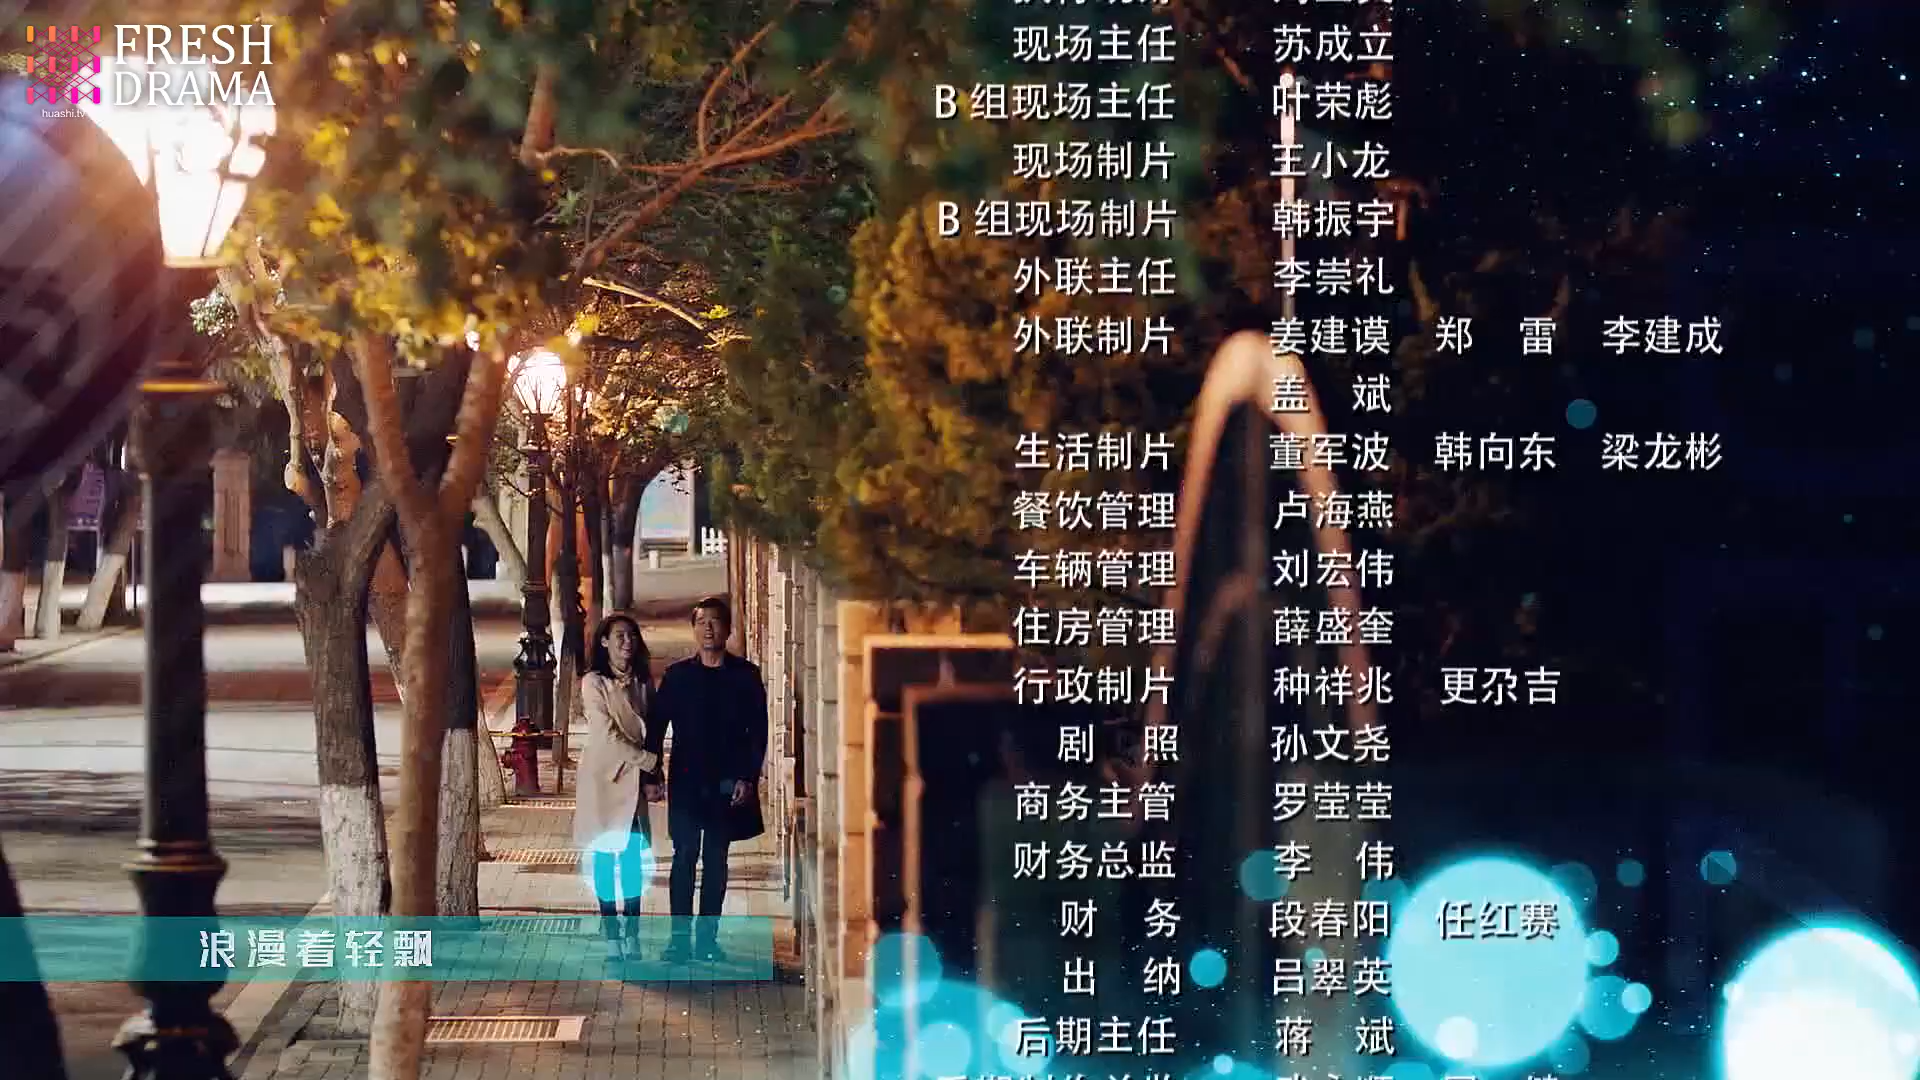 FRESH
DRAMA
huashi.tv
现场主任 苏成立
B组现场主任 叶荣彪
现场制片 王小龙
B组现场制片 韩振宇
外联主任 李崇礼
外联制片 姜建谟 郑雷 李建成
盖斌
生活制片 董军波 韩向东 梁龙彬
餐饮管理 卢海燕
车辆管理 刘宏伟
住房管理 薛盛奎
行政制片 种祥兆 更尕吉
剧照 孙文尧
商务主管 罗莹莹
财务总监 李伟
财务 段春阳 任红赛
出纳 吕翠英
后期主任 蒋斌
浪漫着轻飘